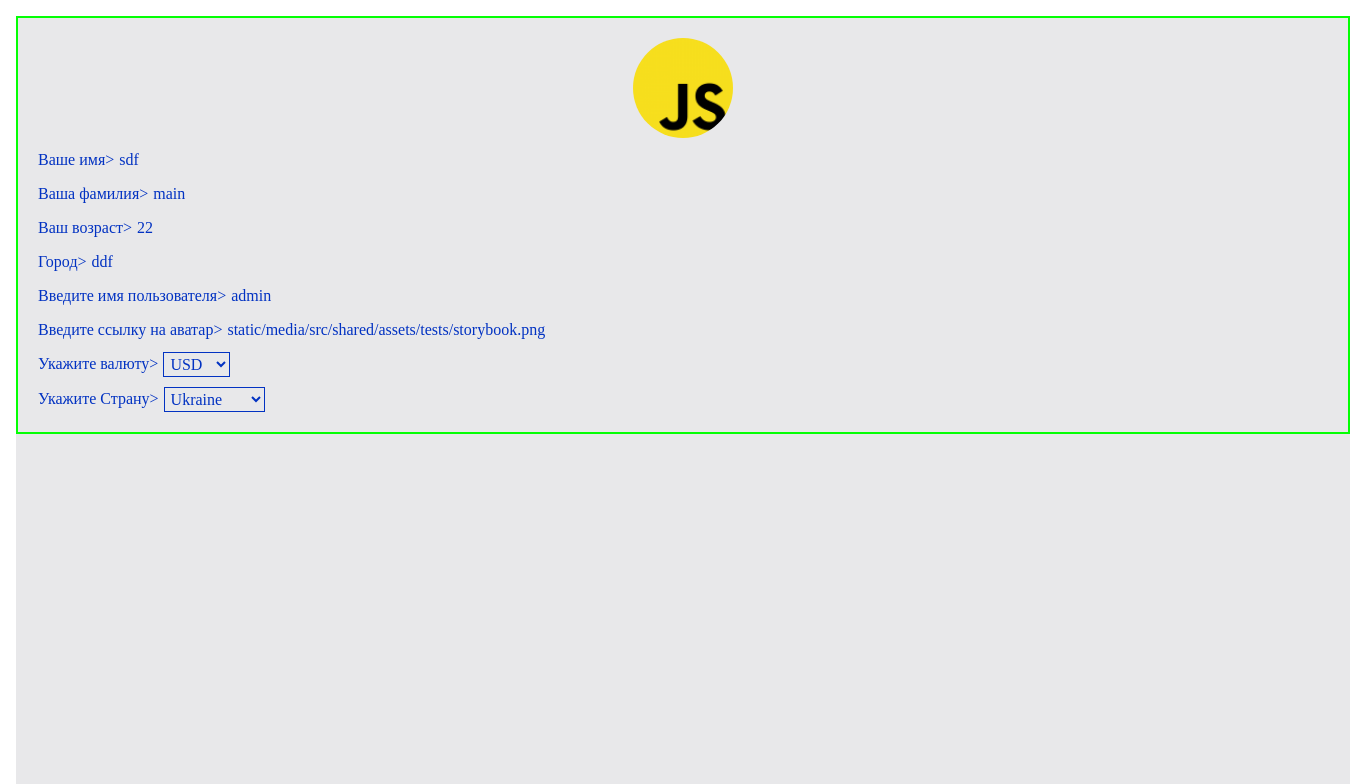 JS
Ваше имя> sdf
Ваша фамилия> main
Ваш возраст> 22
Город> ddf
Введите имя пользователя> admin
Введите ссылку на аватар> static/media/src/shared/assets/tests/storybook.png
Укажите валюту> USD
Укажите Страну> Ukraine